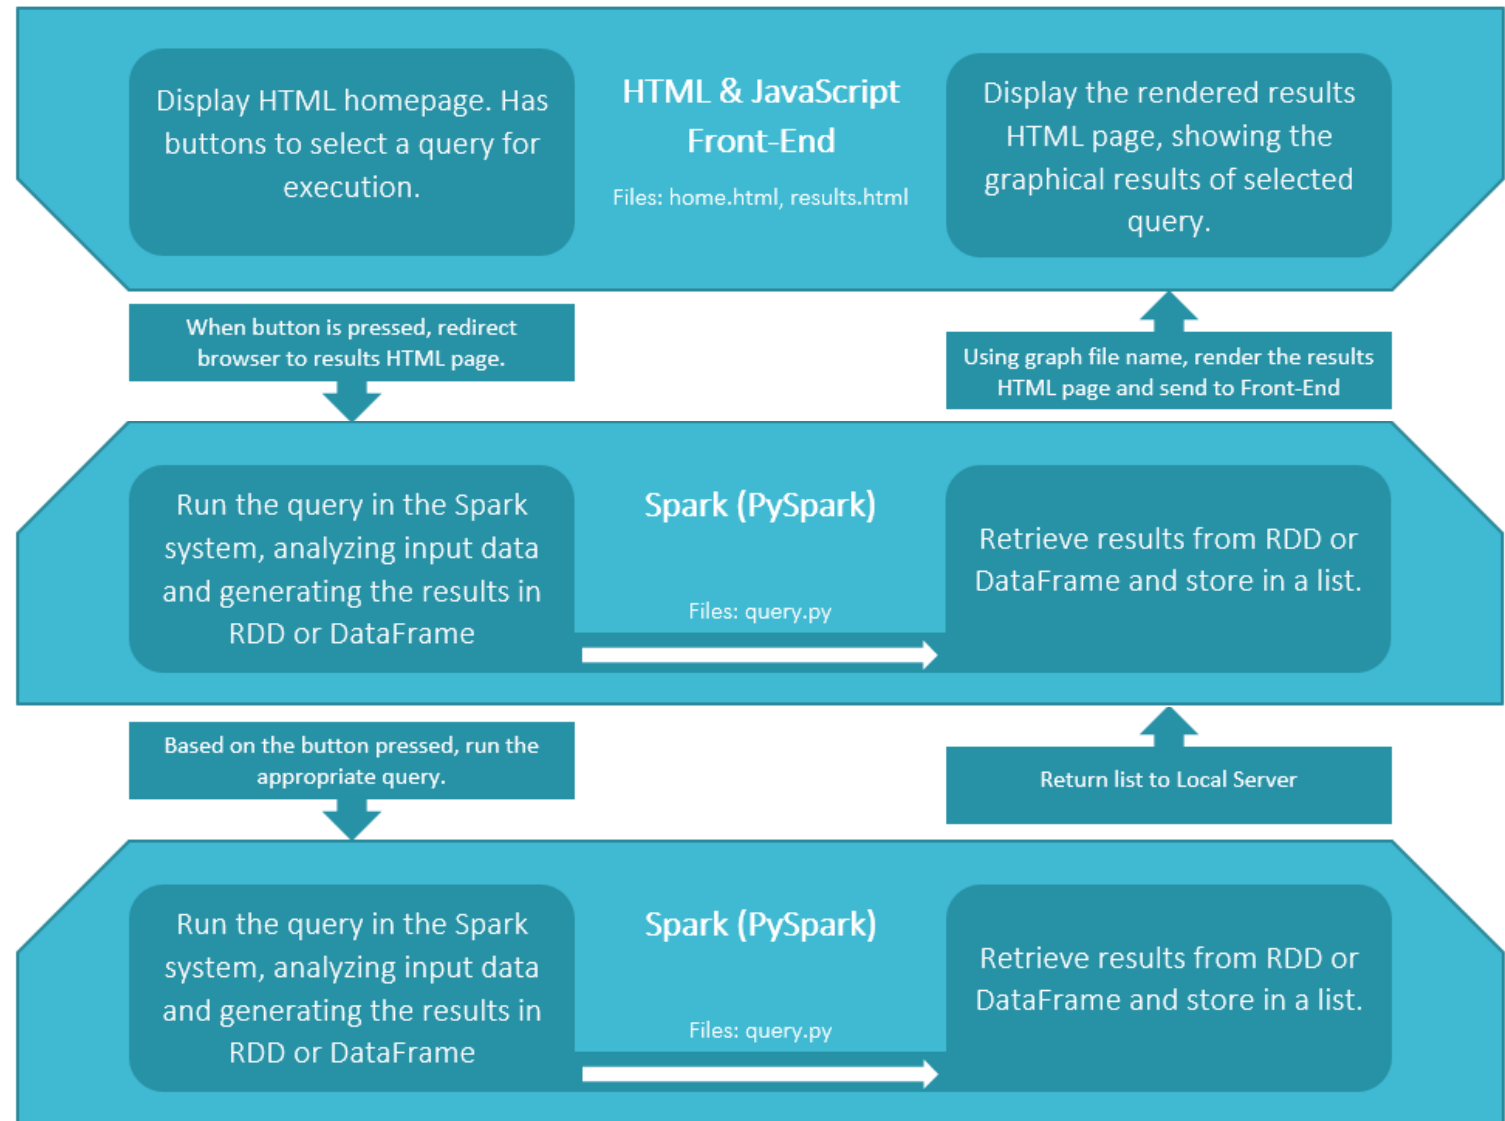 Display HTML homepage. Has
buttons to select a query for
execution.
HTML & JavaScript
Front-End
Files: home.html, results.html
Display the rendered results
HTML page, showing the
graphical results of selected
query.
When button is pressed, redirect
browser to results HTML page.
Using graph file name, render the results
HTML page and send to Front-End
Run the query in the Spark
system, analyzing input data
and generating the results in
RDD or DataFrame
Spark (PySpark)
Files: query.py
Retrieve results from RDD or
DataFrame and store in a list.
Based on the button pressed, run the
appropriate query.
Return list to Local Server
Run the query in the Spark
system, analyzing input data
and generating the results in
RDD or DataFrame
Spark (PySpark)
Files: query.py
Retrieve results from RDD or
DataFrame and store in a list.